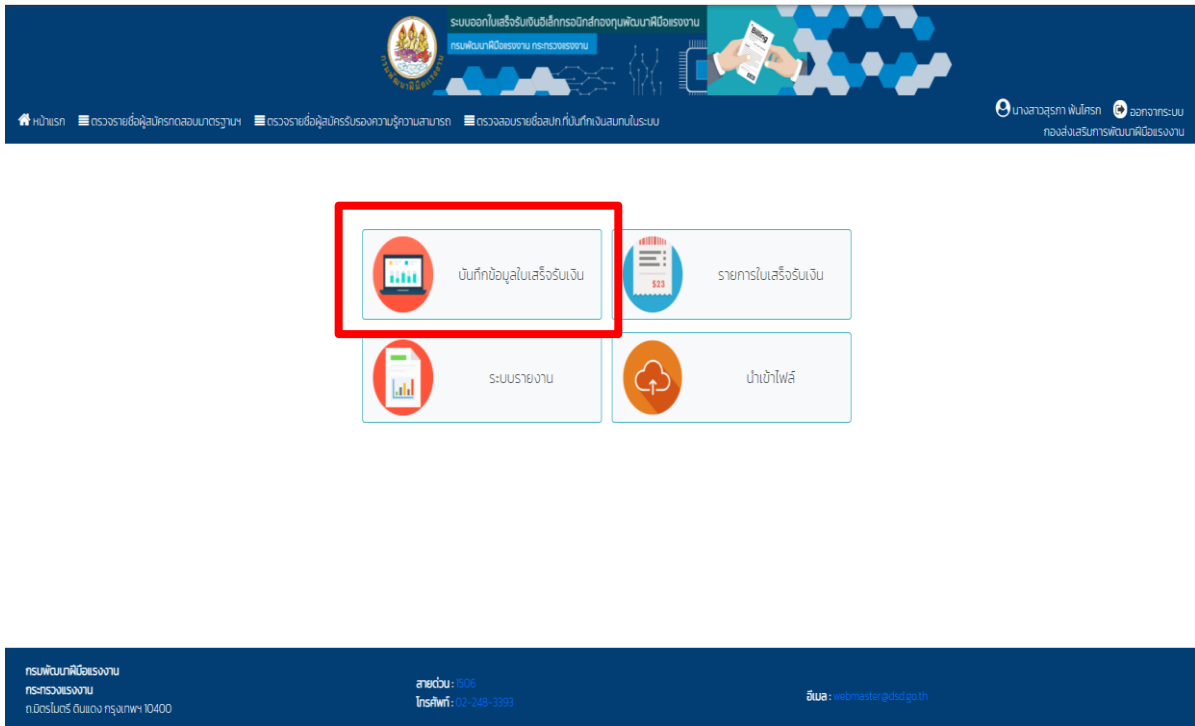 ระบบออกใบเสร็จรับเงินอิเล็กทรอนิกส์กองทุนพัฒนาฝีมือแรงงาน
กรมพัฒนาฝีมือแรงงาน กระทรวงแรงงาน
กรมพัฒนาฝีมือแรงงาน
Billing
หน้าแรก ตรวจรายชื่อผู้สมัครทดสอบมาตรฐานฯ ตรวจรายชื่อผู้สมัครรับรองความรู้ความสามารถ ตรวจสอบรายชื่อสปก.ที่บันทึกเงินสมทบในระบบ
นางสาวสุรภา พันโศรก ออกจากระบบ
กองส่งเสริมการพัฒนาฝีมือแรงงาน
บันทึกข้อมูลใบเสร็จรับเงิน
รายการใบเสร็จรับเงิน
$23
ระบบรายงาน
นำเข้าไฟล์
กรมพัฒนาฝีมือแรงงาน
กระทรวงแรงงาน
ถ.มิตรไมตรี ดินแดง กรุงเทพฯ 10400
สายด่วน : 1506
โทรศัพท์ : 02-248-3393
อีเมล : webmaster@dsd.go.th